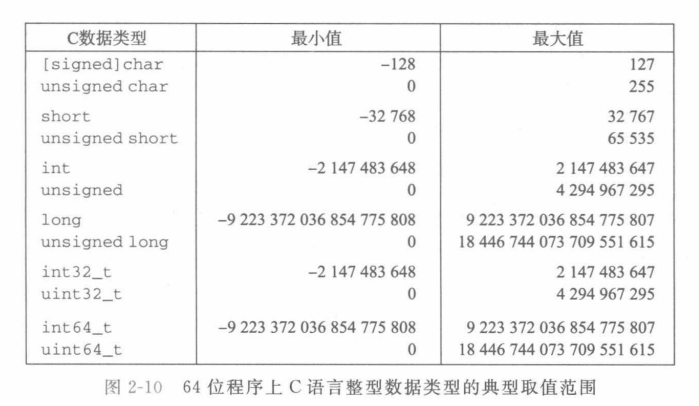 C数据类型 最小值 最大值
[signed]char −128 127
unsigned char 0 255
short −32 768 32 767
unsigned short 0 65 535
int −2 147 483 648 2 147 483 647
unsigned 0 4 294 967 295
long −9 223 372 036 854 775 808 9 223 372 036 854 775 807
unsigned long 0 18 446 744 073 709 551 615
int32_t −2 147 483 648 2 147 483 647
uint32_t 0 4 294 967 295
int64_t −9 223 372 036 854 775 808 9 223 372 036 854 775 807
uint64_t 0 18 446 744 073 709 551 615
图 2-10 64 位程序上 C 语言整型数据类型的典型取值范围